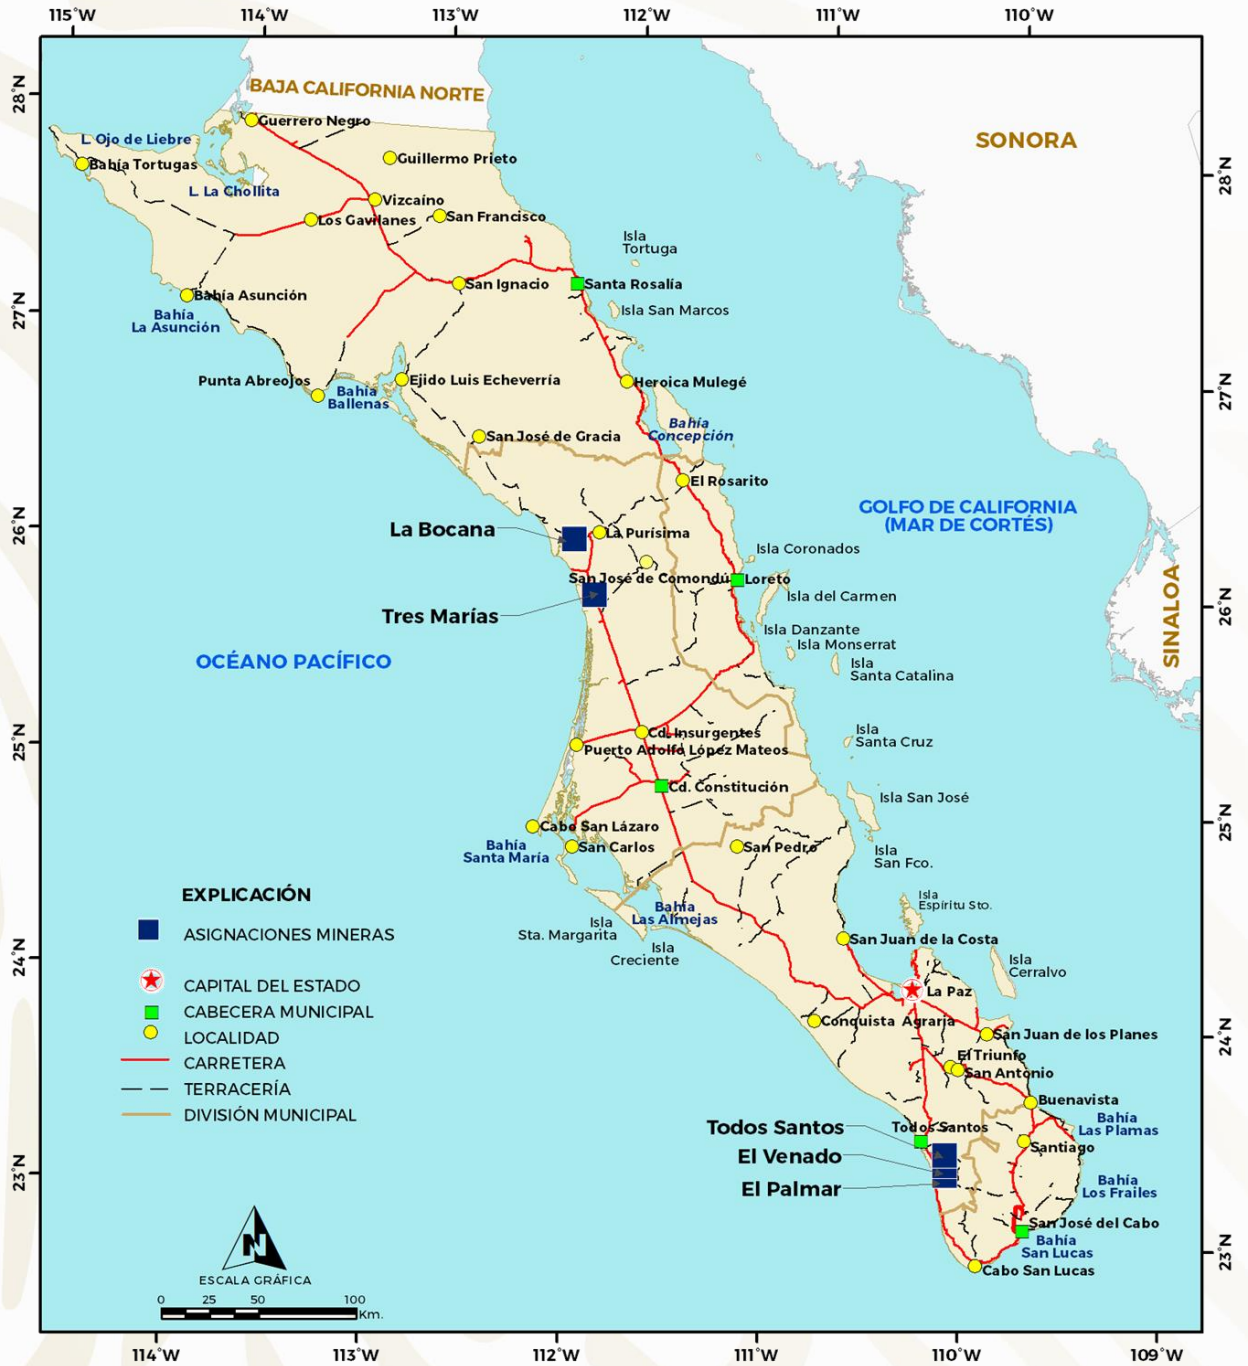 115°W 114°W 113°W 112°W 111°W 110°W
28°N
27°N
26°N
25°N
24°N
23°N
28°N
27°N
26°N
25°N
24°N
23°N
BAJA CALIFORNIA NORTE
SONORA
Guerrero Negro
L. Ojo de Liebre
Guillermo Prieto
Bahía Tortugas
L. La Chollita
Vizcaíno
San Francisco
Los Gavilanes
Isla
Tortuga
San Ignacio
Santa Rosalía
Bahía Asunción
Isla San Marcos
Bahía
La Asunción
Punta Abreojos
Ejido Luis Echeverría
Heroica Mulegé
Bahía
Ballenas
Bahía
Concepción
San José de Gracia
El Rosarito
GOLFO DE CALIFORNIA
(MAR DE CORTÉS)
La Bocana
La Purísima
Isla Coronados
SINALOA
San José de Comondú
Loreto
Isla del Carmen
Tres Marías
Isla Danzante
Isla Monserrat
OCÉANO PACÍFICO
Isla
Santa Catalina
Cd. Insurgentes
Isla
Santa Cruz
Puerto Adolfo López Mateos
Cd. Constitución
Isla San José
Cabo San Lázaro
Bahía
Santa María
San Carlos
San Pedro
Isla
San Fco.
Isla
Espíritu Sto.
Bahía
Las Almejas
Isla
Sta. Margarita
Isla
Creciente
San Juan de la Costa
Isla
Cerralvo
La Paz
Conquista Agraria
San Juan de los Planes
El Triunfo
San Antonio
Buenavista
Bahía
Las Plamas
Todos Santos
Todos Santos
Santiago
El Venado
El Palmar
Bahía
Los Frailes
San José del Cabo
Bahía
San Lucas
Cabo San Lucas
EXPLICACIÓN
ASIGNACIONES MINERAS
CAPITAL DEL ESTADO
CABECERA MUNICIPAL
LOCALIDAD
CARRETERA
TERRACERÍA
DIVISIÓN MUNICIPAL
N
ESCALA GRÁFICA
0 25 50 100
Km.
114°W 113°W 112°W 111°W 110°W 109°W